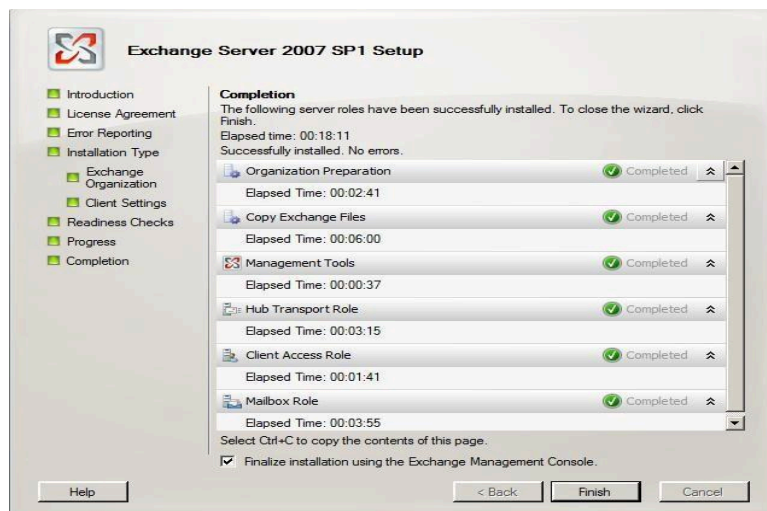 Exchange Server 2007 SP1 Setup
Introduction
License Agreement
Error Reporting
Installation Type
Exchange
Organization
Client Settings
Readiness Checks
Progress
Completion
Completion
The following server roles have been successfully installed. To close the wizard, click
Finish.
Elapsed time: 00:18:11
Successfully installed. No errors.
Organization Preparation Completed
Elapsed Time: 00:02:41
Copy Exchange Files Completed
Elapsed Time: 00:06:00
Management Tools Completed
Elapsed Time: 00:00:37
Hub Transport Role Completed
Elapsed Time: 00:03:15
Client Access Role Completed
Elapsed Time: 00:01:41
Mailbox Role Completed
Elapsed Time: 00:03:55
Select Ctrl+C to copy the contents of this page.
Finalize installation using the Exchange Management Console.
Help < Back Finish Cancel